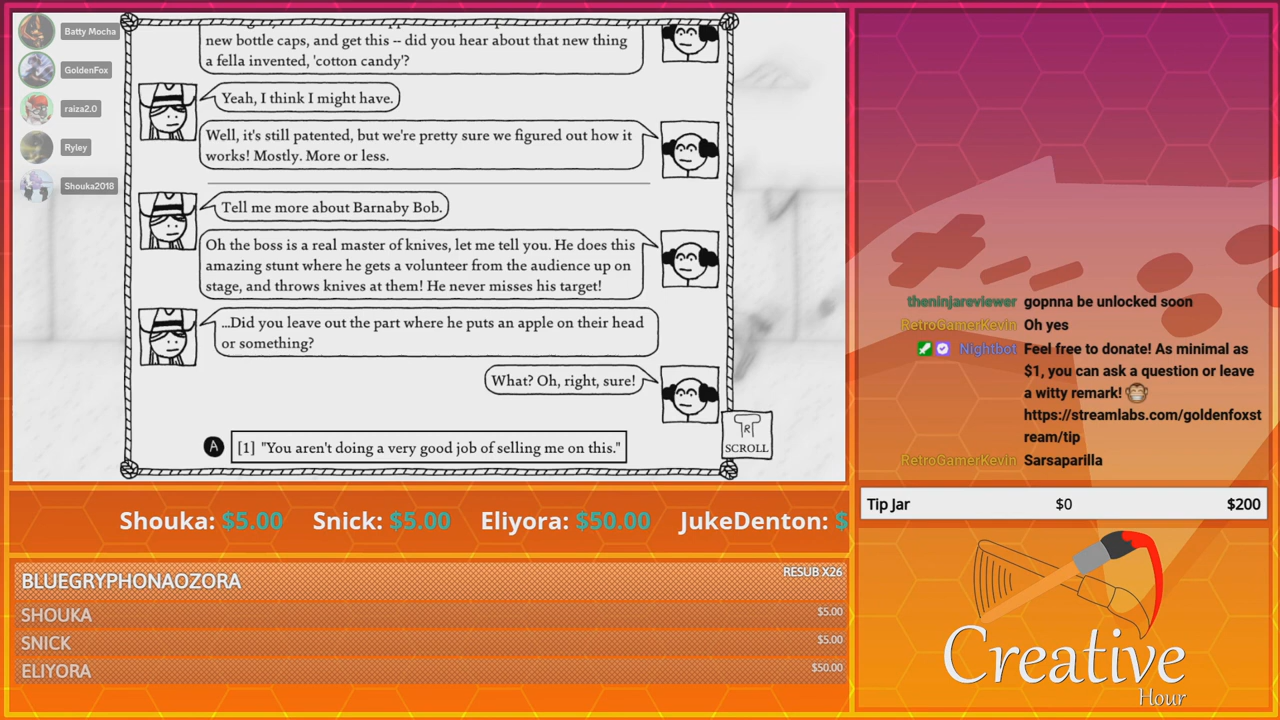 Batty Mocha
GoldenFox
raiza2.0
Ryley
Shouka2018
new bottle caps, and get this -- did you hear about that new thing
a fella invented, 'cotton candy'?
Yeah, I think I might have.
Well, it's still patented, but we're pretty sure we figured out how it
works! Mostly. More or less.
Tell me more about Barnaby Bob.
Oh the boss is a real master of knives, let me tell you. He does this
amazing stunt where he gets a volunteer from the audience up on
stage, and throws knives at them! He never misses his target!
...Did you leave out the part where he puts an apple on their head
or something?
What? Oh, right, sure!
A [1] "You aren't doing a very good job of selling me on this."
R
SCROLL
theninjareviewer gopnna be unlocked soon
RetroGamerKevin Oh yes
Nightbot Feel free to donate! As minimal as
$1, you can ask a question or leave
a witty remark!
https://streamlabs.com/goldenfoxst
ream/tip
RetroGamerKevin Sarsaparilla
Tip Jar $0 $200
Shouka: $5.00 Snick: $5.00 Eliyora: $50.00 JukeDenton: $
BLUEGRYPHONAOZORA RESUB X26
SHOUKA $5.00
SNICK $5.00
ELIYORA $50.00
Creative
Hour